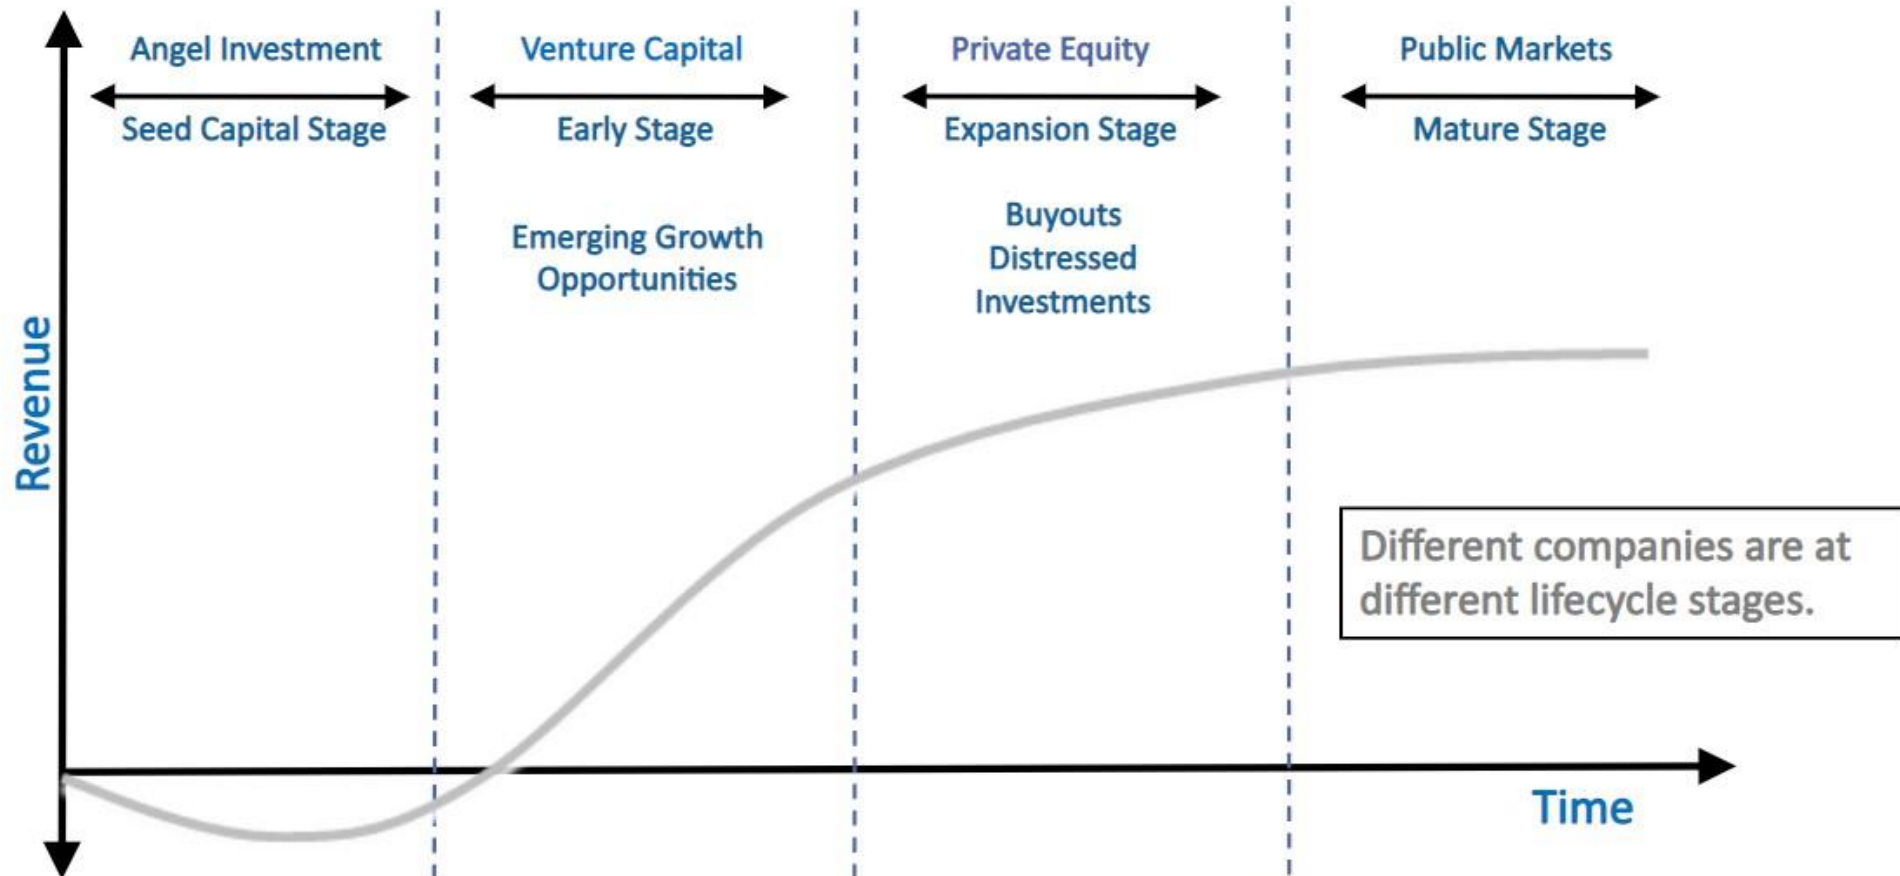 Angel Investment
Seed Capital Stage
Venture Capital
Early Stage
Emerging Growth
Opportunities
Private Equity
Expansion Stage
Buyouts
Distressed
Investments
Public Markets
Mature Stage
Revenue
Different companies are at
different lifecycle stages.
Time